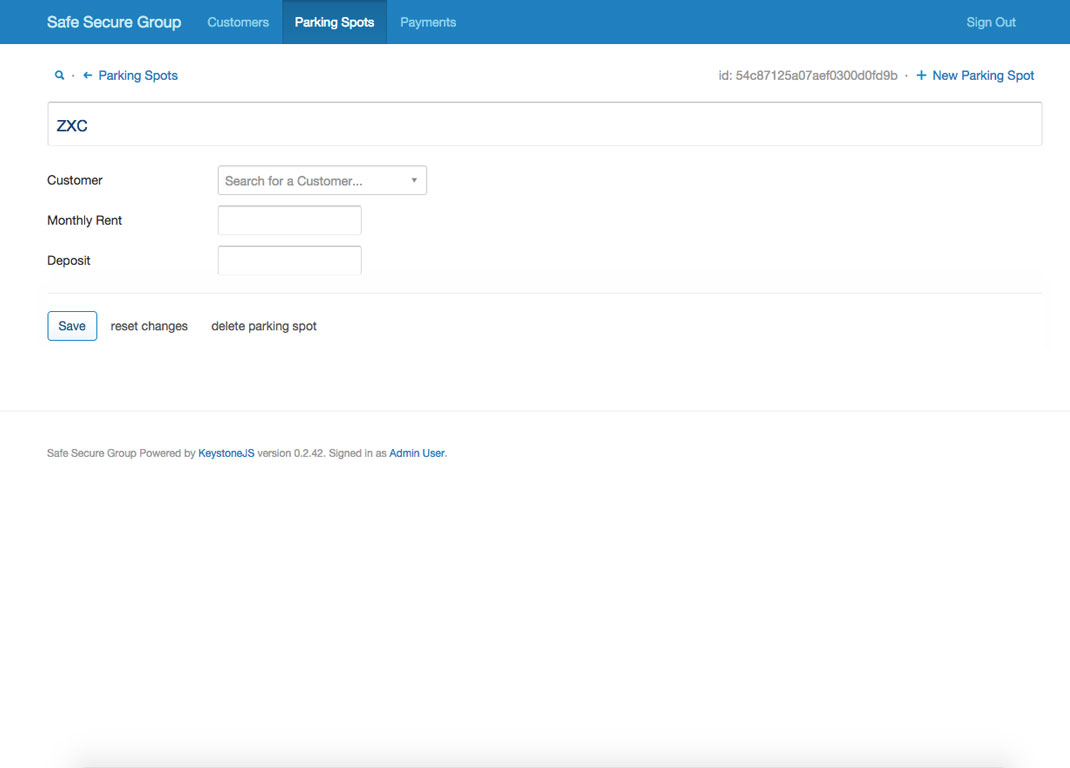 Safe Secure Group Customers Parking Spots Payments Sign Out
· ← Parking Spots id: 54c87125a07aef0300d0fd9b · + New Parking Spot
ZXC
Customer Search for a Customer...
Monthly Rent
Deposit
Save reset changes delete parking spot
Safe Secure Group Powered by KeystoneJS version 0.2.42. Signed in as Admin User.